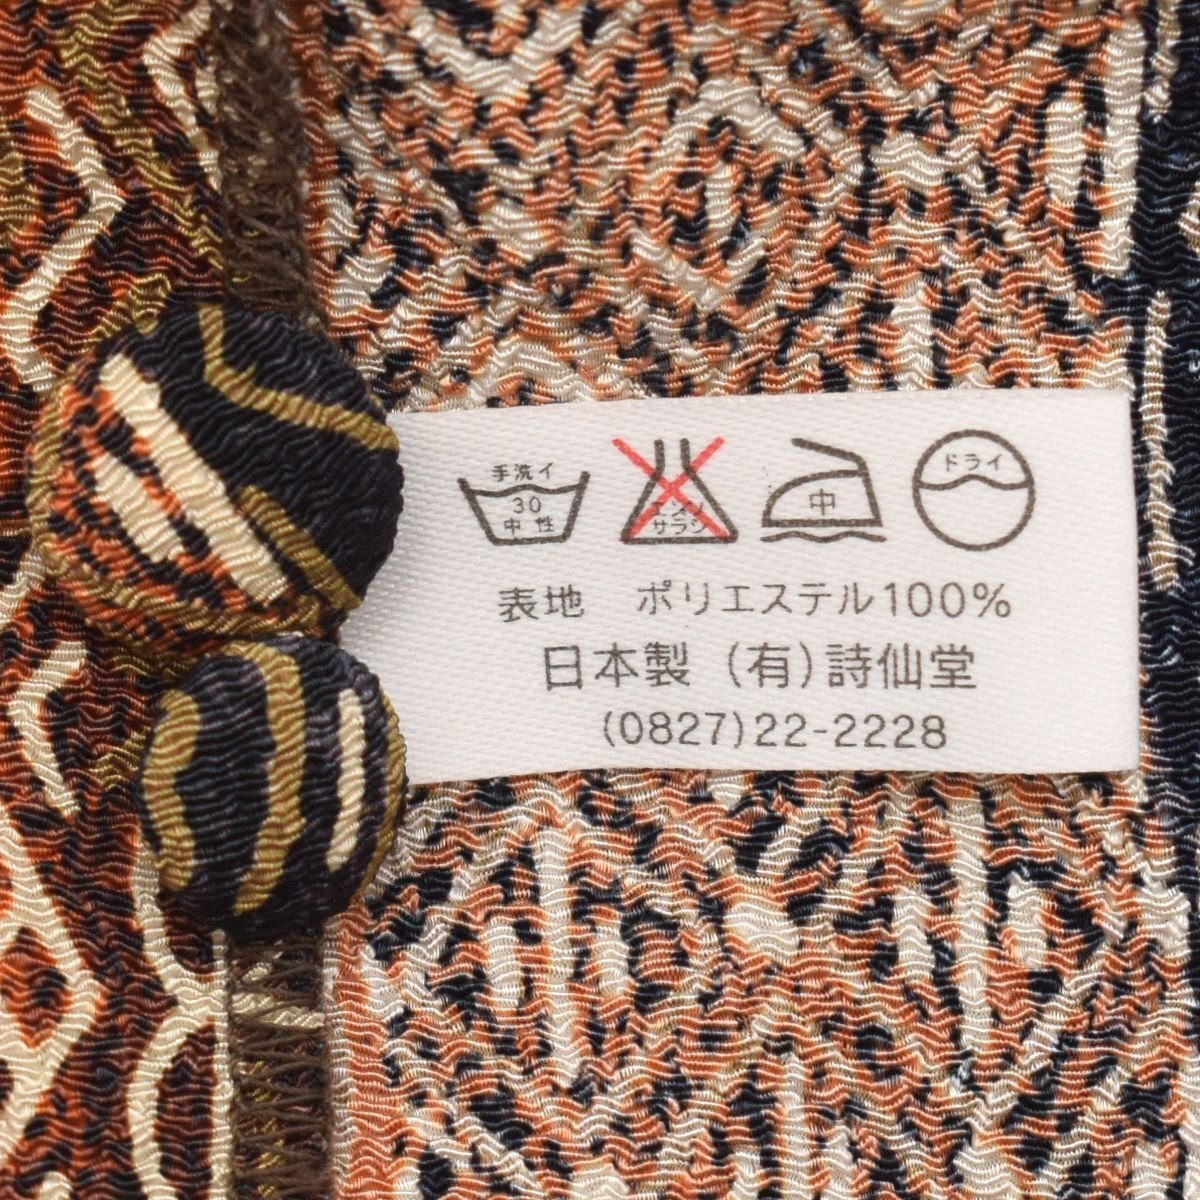 手洗イ
30
中性
エンソ
サラシ
中
ドライ
表地 ポリエステル100%
日本製 (有)詩仙堂
(0827)22-2228